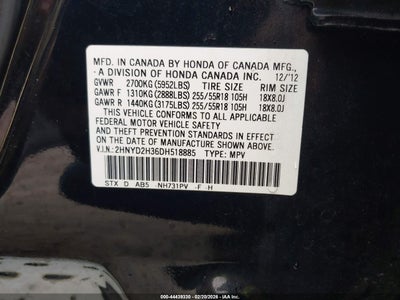 MFD IN CANADA BY HONDA OF CANADA MFG.,
- A DIVISION OF HONDA CANADA INC. 12/'12
GVWR 2700KG(5952LBS) TIRE SIZE RIM SIZE
GAWR F 1310KG(2888LBS) 255/55R18 105H 18X8.0J
GAWR R 1440KG(3175LBS) 255/55R18 105H 18X8.0J
THIS VEHICLE CONFORMS TO ALL APPLICABLE
FEDERAL MOTOR VEHICLE SAFETY
AND THEFT PREVENTION STANDARDS IN EFFECT
ON THE DATE OF MANUFACTURE SHOWN ABOVE.
V.I.N.:2HNYD2H36DH518885 TYPE: MPV
STX D AB5 NH731PV F H
000-44439330 - 02/20/2026 - IAA Inc.